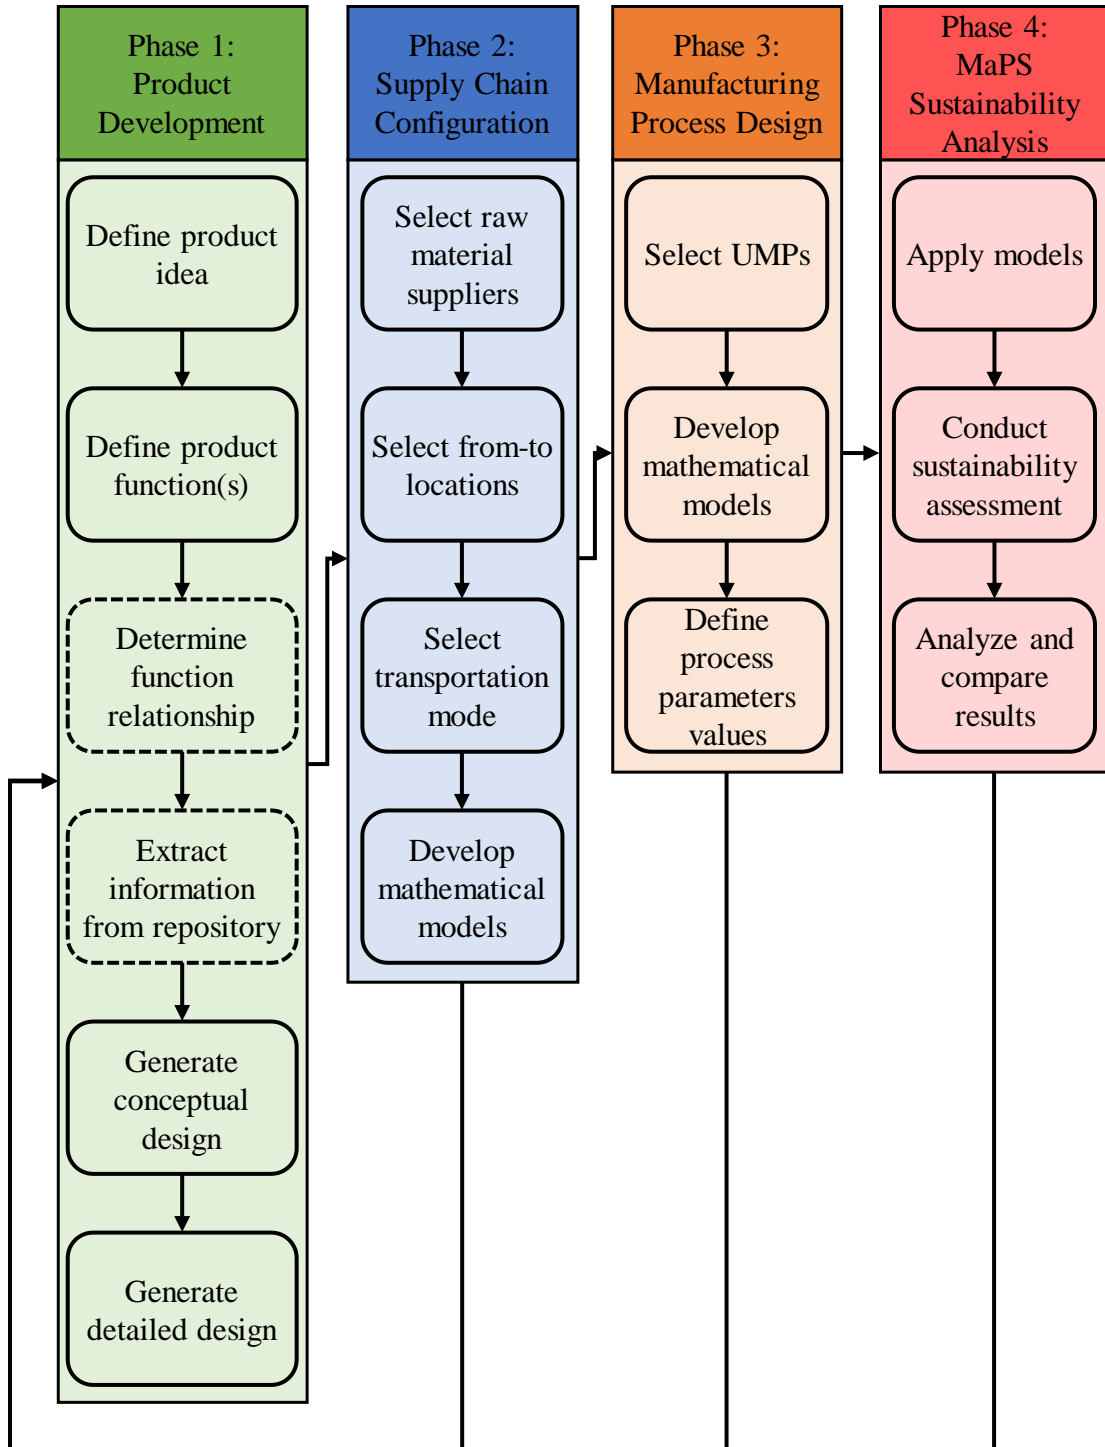 Phase 1:
Product
Development
Define product
idea
Define product
function(s)
Determine
function
relationship
Extract
information
from repository
Generate
conceptual
design
Generate
detailed design
Phase 2:
Supply Chain
Configuration
Select raw
material
suppliers
Select from-to
locations
Select
transportation
mode
Develop
mathematical
models
Phase 3:
Manufacturing
Process Design
Select UMPs
Develop
mathematical
models
Define
process
parameters
values
Phase 4:
MaPS
Sustainability
Analysis
Apply models
Conduct
sustainability
assessment
Analyze and
compare
results